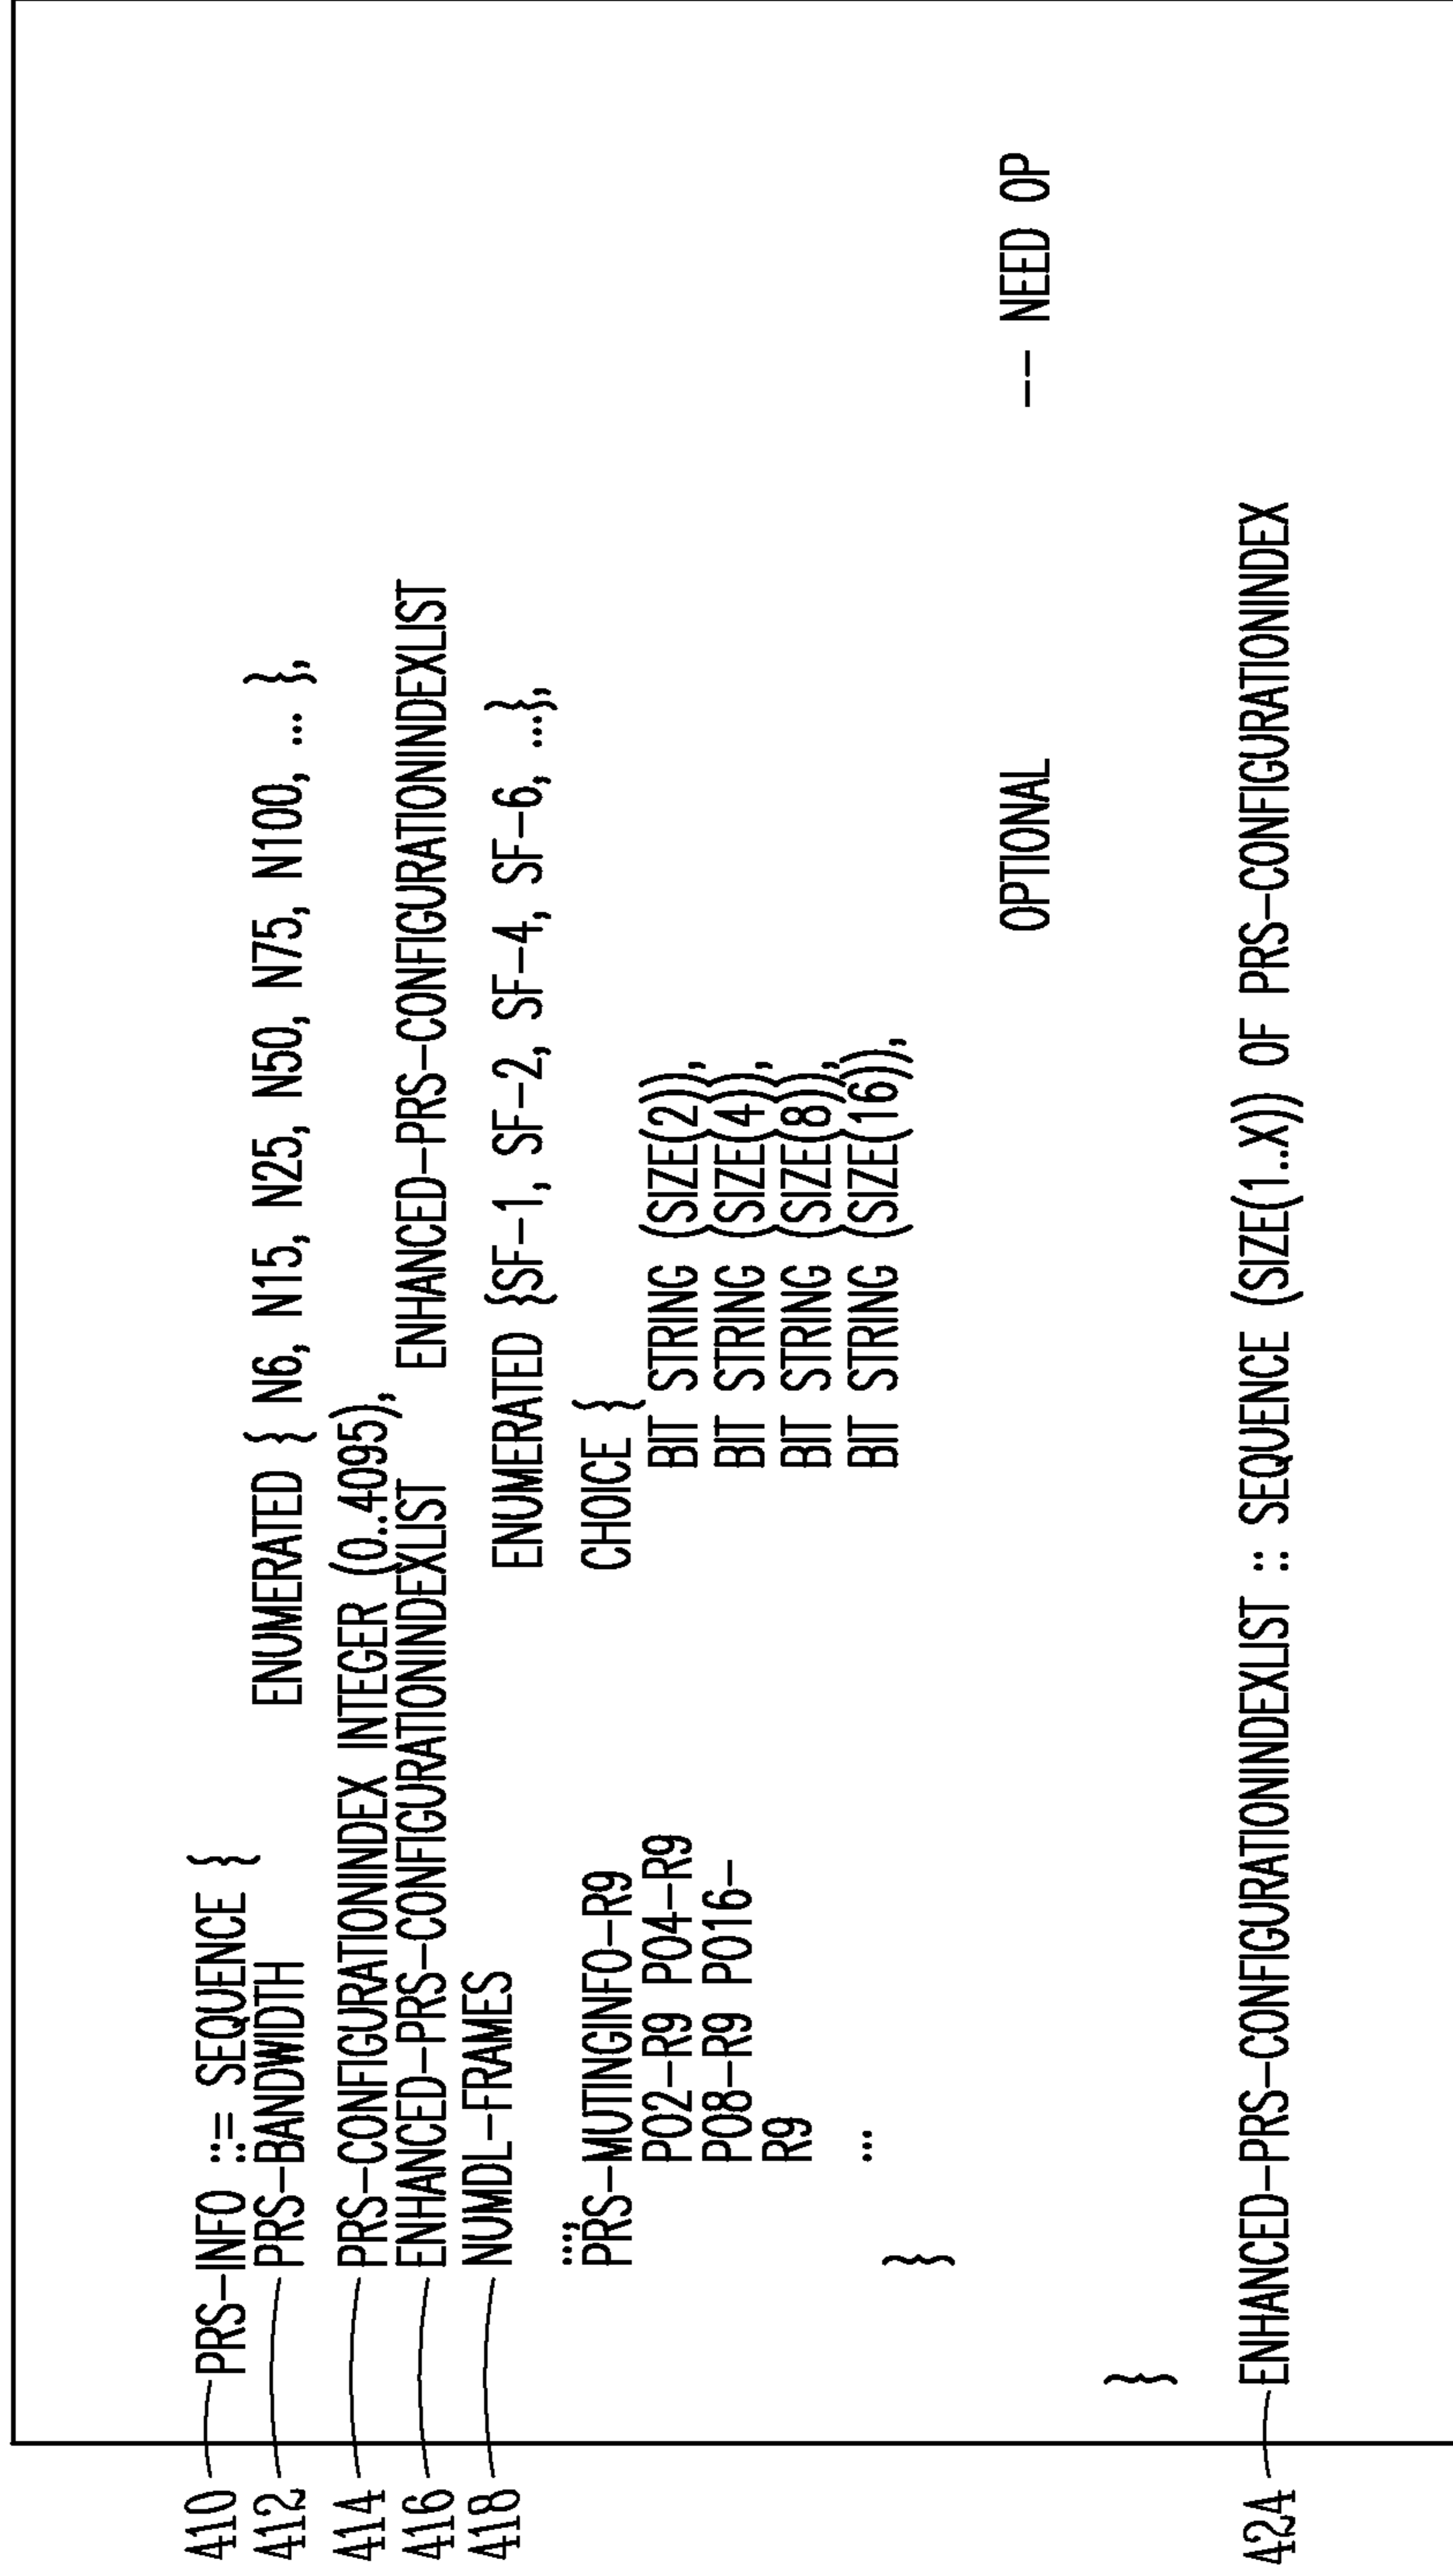 410 PRS-INFO ::= SEQUENCE {
412 PRS-BANDWIDTH ENUMERATED { N6, N15, N25, N50, N75, N100, ... },
414 PRS-CONFIGURATIONINDEX INTEGER (0..4095),
416 ENHANCED-PRS-CONFIGURATIONINDEXLIST ENHANCED-PRS-CONFIGURATIONINDEXLIST
418 NUMDL-FRAMES ENUMERATED {SF-1, SF-2, SF-4, SF-6, ...},
...,
PRS-MUTINGINFO-R9 CHOICE {
PO2-R9 PO4-R9 BIT STRING (SIZE(2)),
PO8-R9 PO16- BIT STRING (SIZE(4)),
R9 BIT STRING (SIZE(8)),
... BIT STRING (SIZE(16)),
}
OPTIONAL -- NEED OP
}
424 ENHANCED-PRS-CONFIGURATIONINDEXLIST :: SEQUENCE (SIZE(1..X)) OF PRS-CONFIGURATIONINDEX